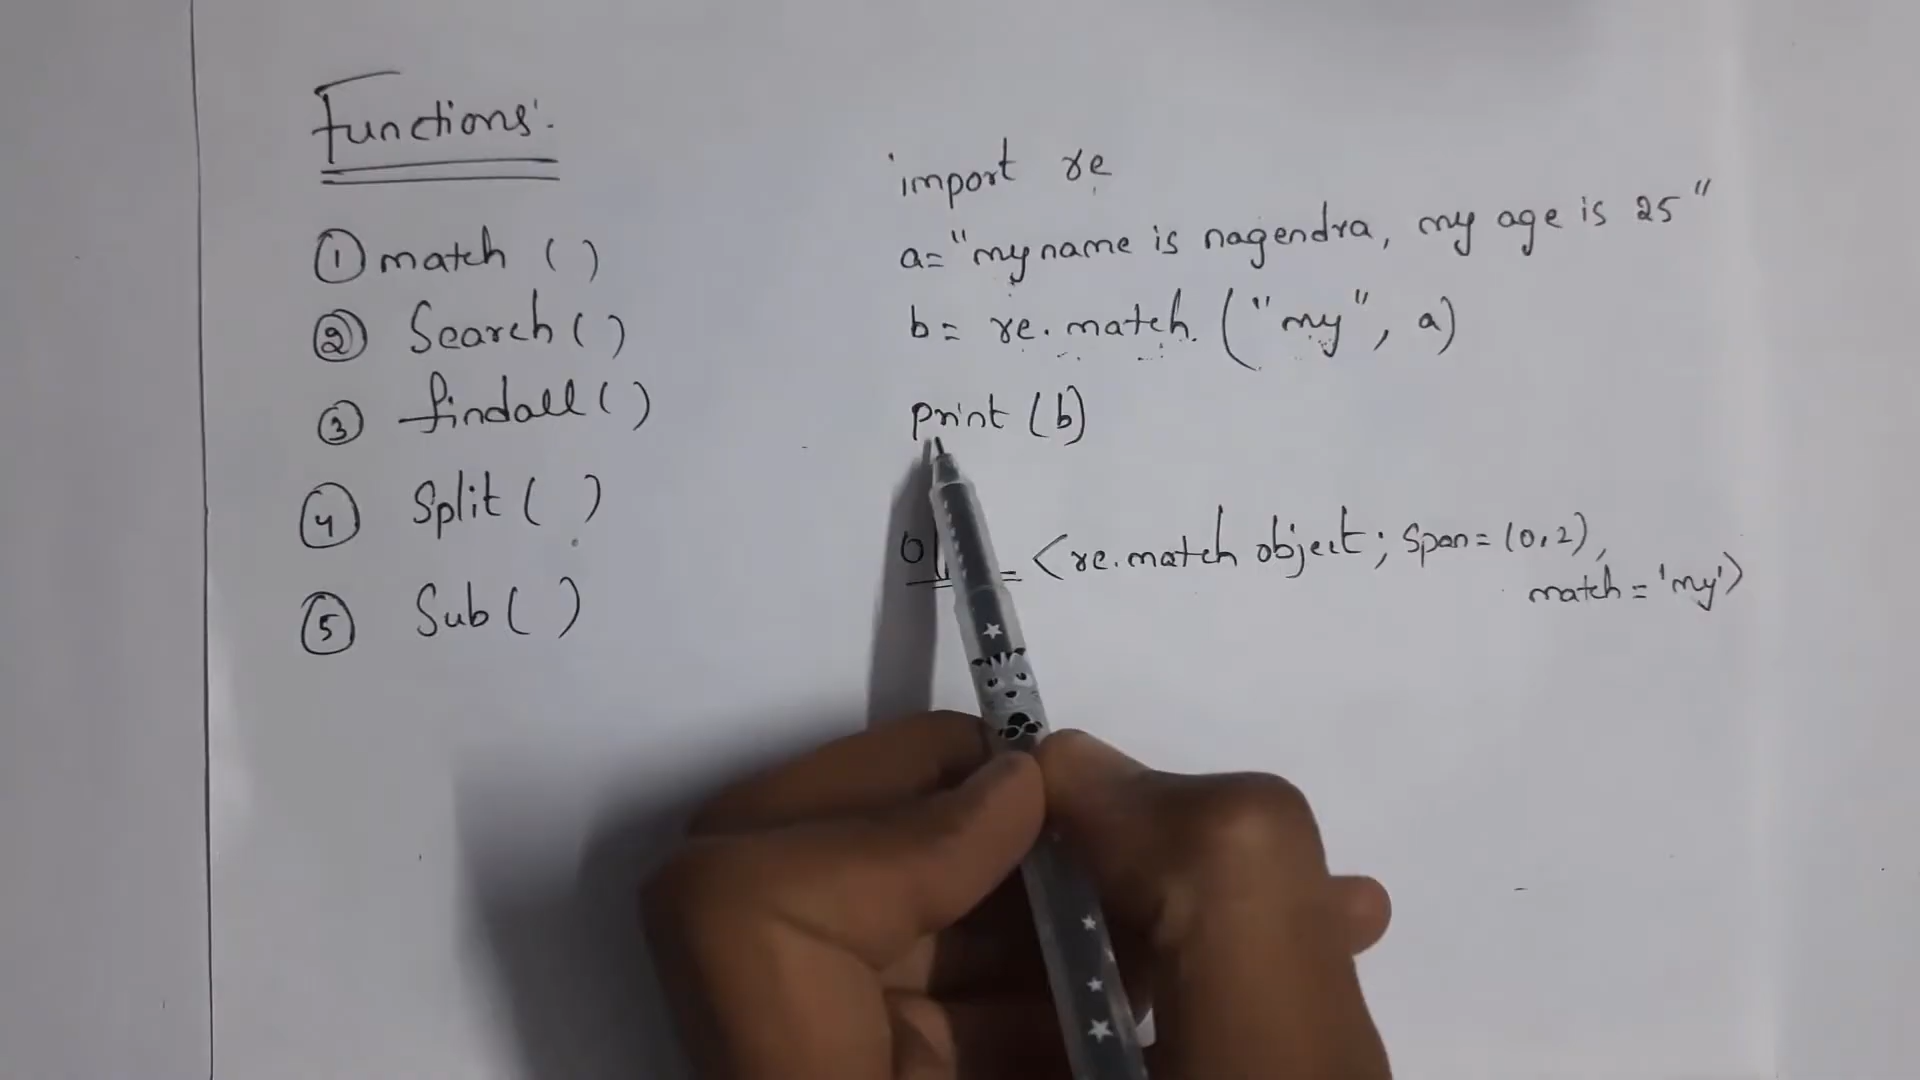 Functions:
① match ( )
② Search ( )
③ findall ( )
④ Split ( )
⑤ Sub ( )
import re
a= "my name is nagendra, my age is 25"
b= re.match ("my", a)
print (b)
= <re.match object; Span= (0,2),
match = 'my'>